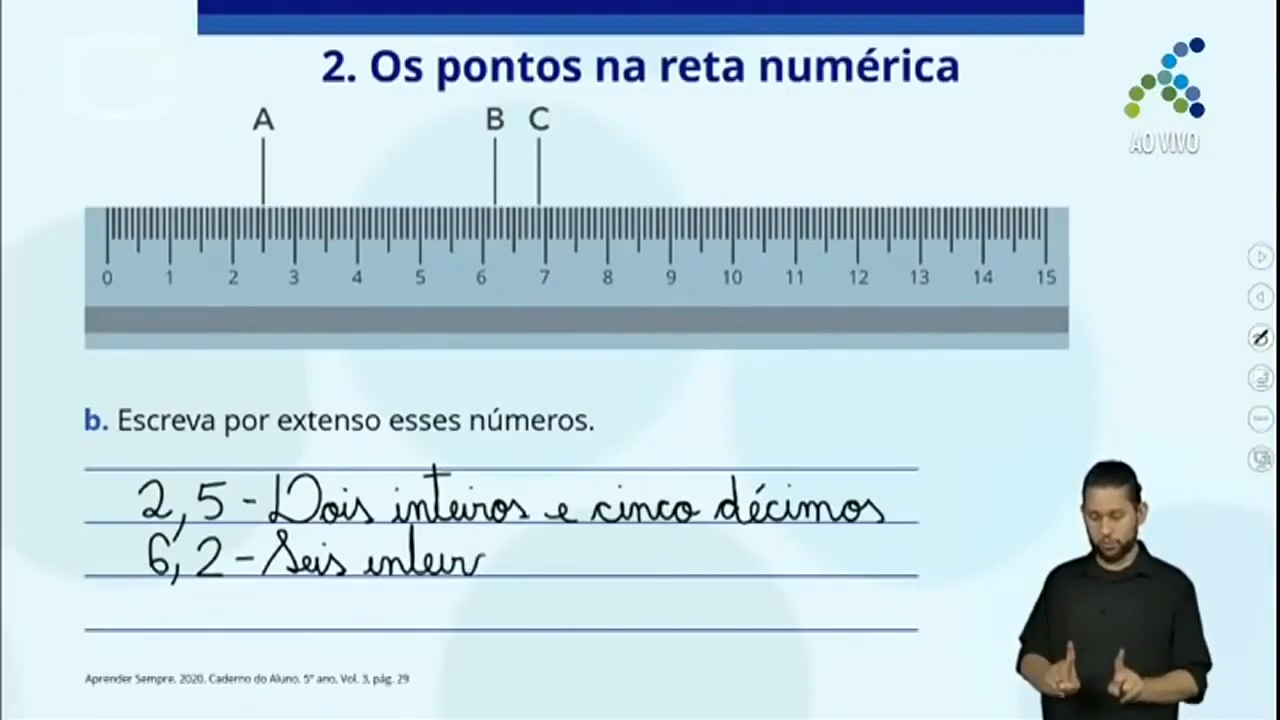 2. Os pontos na reta numérica
AO VIVO
A B C
0 1 2 3 4 5 6 7 8 9 10 11 12 13 14 15
b. Escreva por extenso esses números.
2,5 - Dois inteiros e cinco décimos
6,2 - Seis inteir
Aprender Sempre. 2020. Caderno do Aluno. 5º ano, Vol. 3, pág. 29